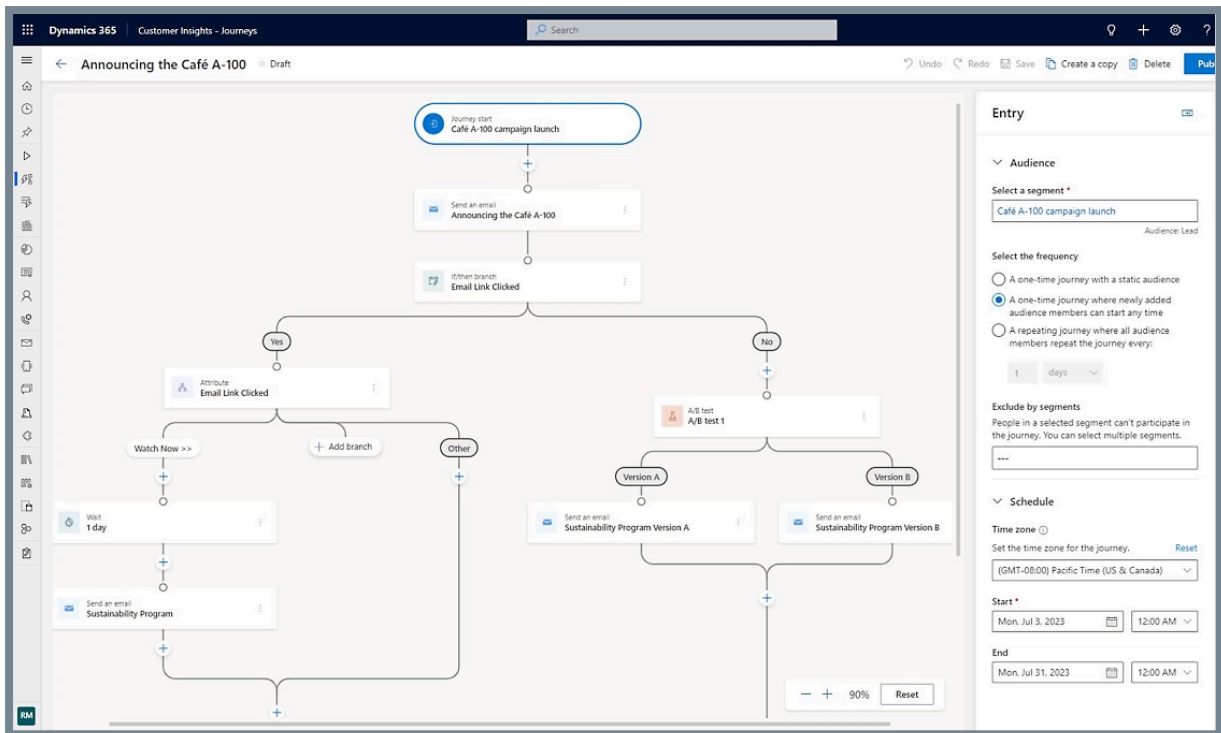 Dynamics 365
Customer Insights - Journeys
Search
?
Announcing the Café A-100
Draft
Undo
Redo
Save
Create a copy
Delete
Pub
Journey start
Café A-100 campaign launch
Send an email
Announcing the Café A-100
If/then branch
Email Link Clicked
Yes
No
Attribute
Email Link Clicked
A/B test
A/B test 1
Watch Now >>
Add branch
Other
Version A
Version B
Wait
1 day
Send an email
Sustainability Program Version A
Send an email
Sustainability Program Version B
Send an email
Sustainability Program
90%
Reset
RM
Entry
Audience
Select a segment *
Café A-100 campaign launch
Audience: Lead
Select the frequency
A one-time journey with a static audience
A one-time journey where newly added
audience members can start any time
A repeating journey where all audience
members repeat the journey every:
1
days
Exclude by segments
People in a selected segment can't participate in
the journey. You can select multiple segments.
---
Schedule
Time zone
Set the time zone for the journey.
Reset
(GMT-08:00) Pacific Time (US & Canada)
Start *
Mon, Jul 3, 2023
12:00 AM
End
Mon, Jul 31, 2023
12:00 AM